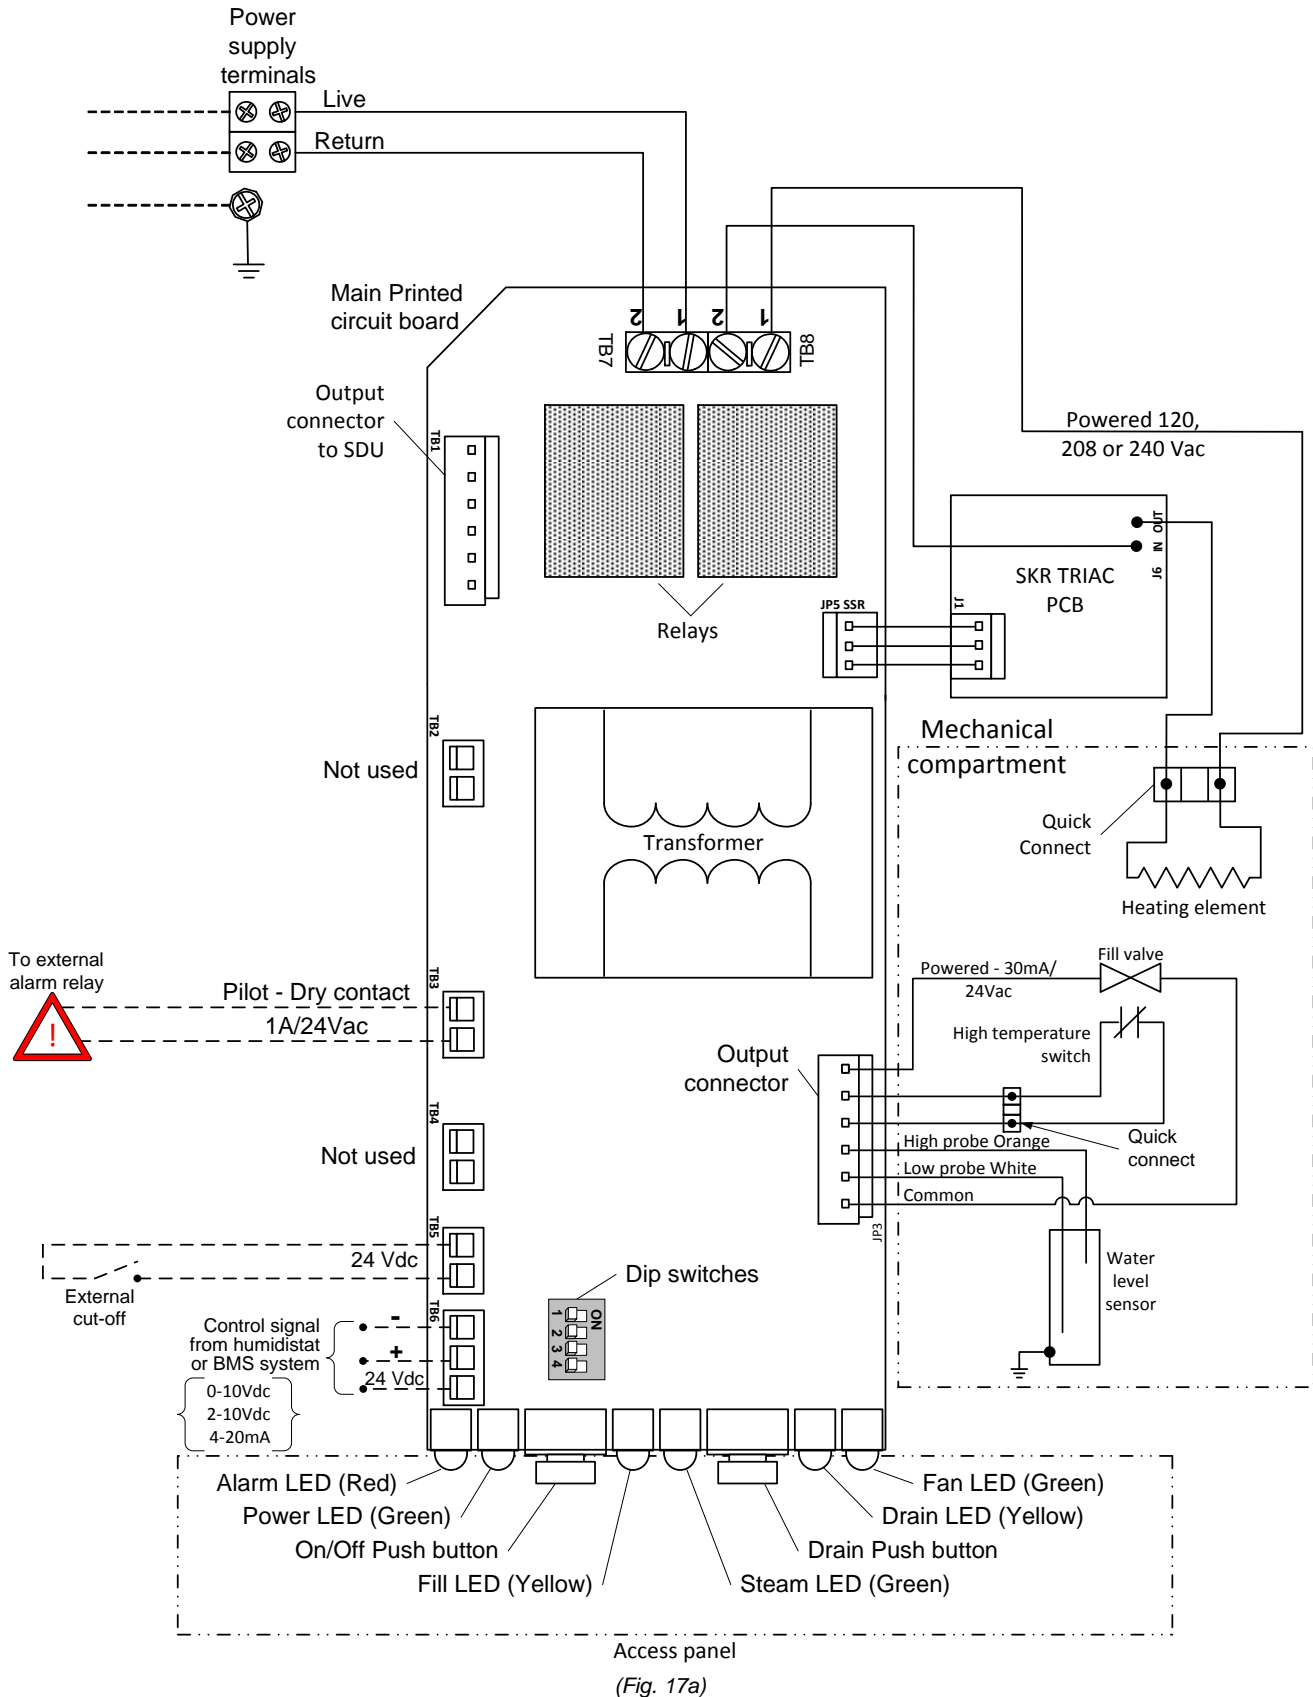 Power
supply
terminals
Live
Return
Main Printed
circuit board
2 1 2 1
TB7
TB8
Output
connector
to SDU
TB1
Relays
Powered 120,
208 or 240 Vac
OUT
IN
J6
SKR TRIAC
PCB
JP5 SSR
J1
TB2
Not used
Transformer
Mechanical
compartment
Quick
Connect
Heating element
To external
alarm relay
!
Pilot - Dry contact
1A/24Vac
TB3
Powered - 30mA/
24Vac
Fill valve
High temperature
switch
Output
connector
TB4
Not used
High probe Orange
Low probe White
Common
Quick
connect
JP3
TB5
24 Vdc
External
cut-off
Dip switches
ON
1
2
3
4
Water
level
sensor
TB6
Control signal
from humidistat
or BMS system
-
+
24 Vdc
0-10Vdc
2-10Vdc
4-20mA
Alarm LED (Red)
Fan LED (Green)
Power LED (Green)
Drain LED (Yellow)
On/Off Push button
Drain Push button
Fill LED (Yellow)
Steam LED (Green)
Access panel
(Fig. 17a)